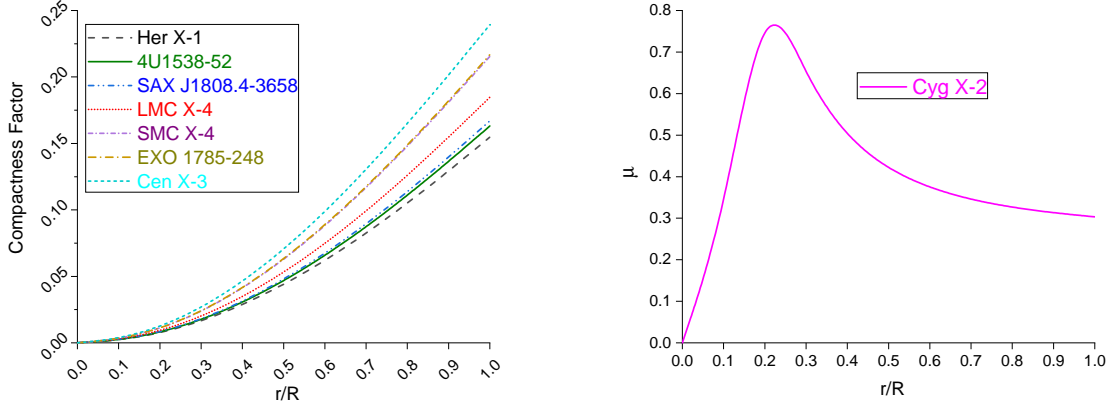 0.25
0.20
0.15
0.10
0.05
0.00
Compactness Factor
Her X-1
4U1538-52
SAX J1808.4-3658
LMC X-4
SMC X-4
EXO 1785-248
Cen X-3
0.0 0.1 0.2 0.3 0.4 0.5 0.6 0.7 0.8 0.9 1.0
r/R
0.8
0.7
0.6
0.5
0.4
0.3
0.2
0.1
0.0
μ
Cyg X-2
0.0 0.1 0.2 0.3 0.4 0.5 0.6 0.7 0.8 0.9 1.0
r/R